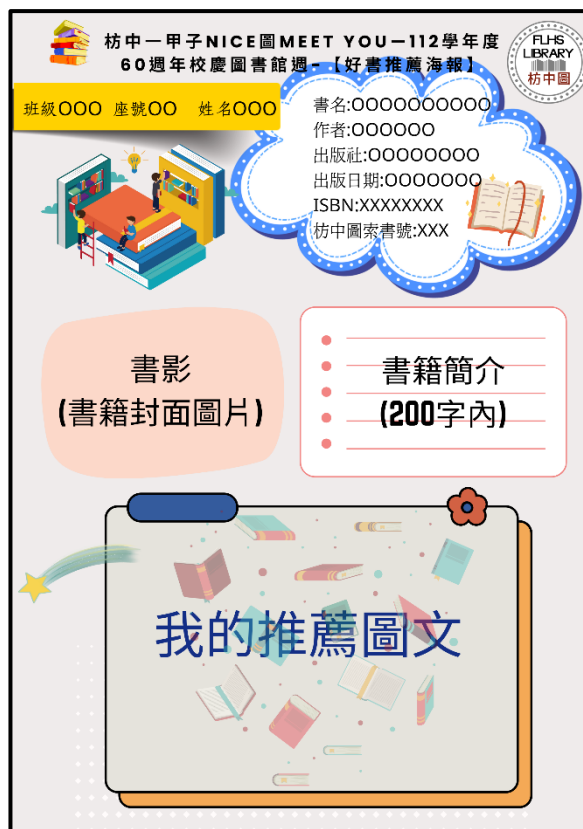 枋中一甲子NICE圖MEET YOU—112學年度
60週年校慶圖書館週-【好書推薦海報】
FLHS
LIBRARY
枋中圖
班級OOO 座號OO 姓名OOO
書名:OOOOOOOOOO
作者:OOOOOO
出版社:OOOOOOOO
出版日期:OOOOOOO
ISBN:XXXXXXXX
枋中圖索書號:XXX
書影
(書籍封面圖片)
書籍簡介
(200字內)
我的推薦圖文